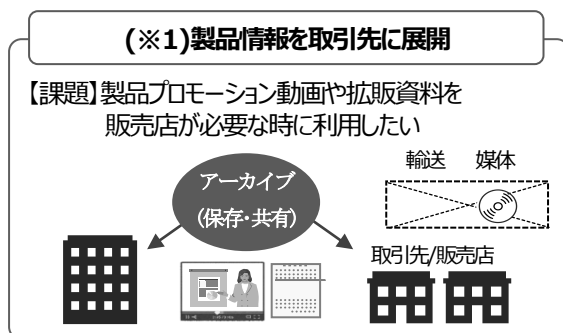 (※1)製品情報を取引先に展開
【課題】製品プロモーション動画や拡販資料を
販売店が必要な時に利用したい
輸送 媒体
アーカイブ
(保存・共有)
取引先/販売店